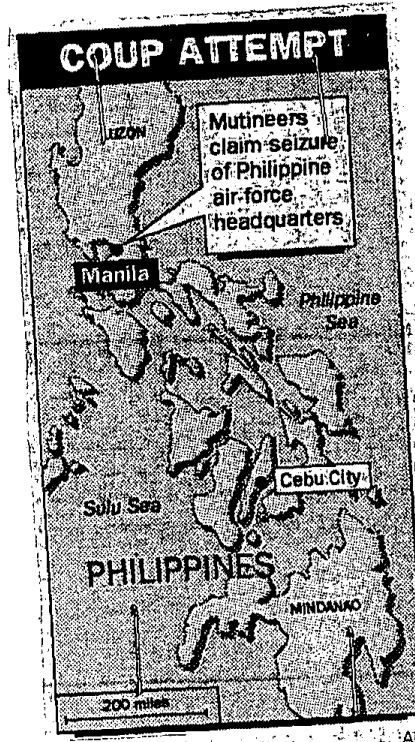 COUP ATTEMPT
LUZON
Mutineers
claim seizure
of Philippine
air force
headquarters
Manila
Philippine
Sea
Cebu City
Sulu Sea
PHILIPPINES
MINDANAO
200 miles
A